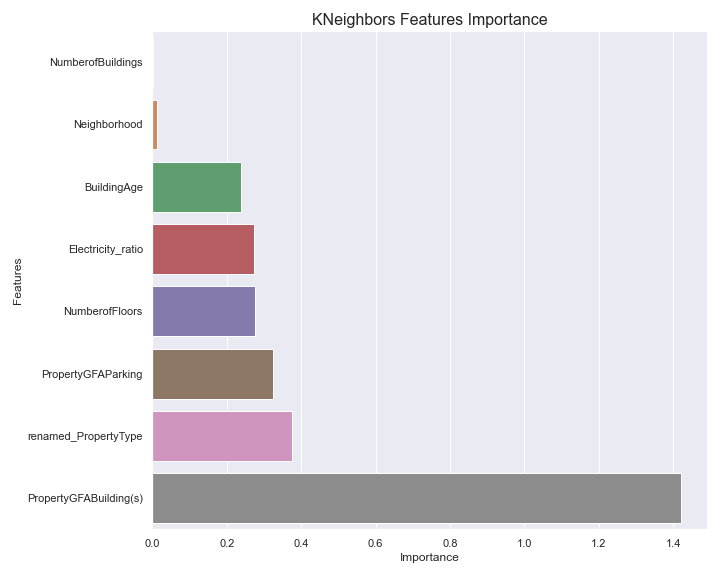 KNeighbors Features Importance
NumberofBuildings
Neighborhood
BuildingAge
Electricity_ratio
NumberofFloors
PropertyGFAParking
renamed_PropertyType
PropertyGFABuilding(s)
Features
0.0 0.2 0.4 0.6 0.8 1.0 1.2 1.4
Importance